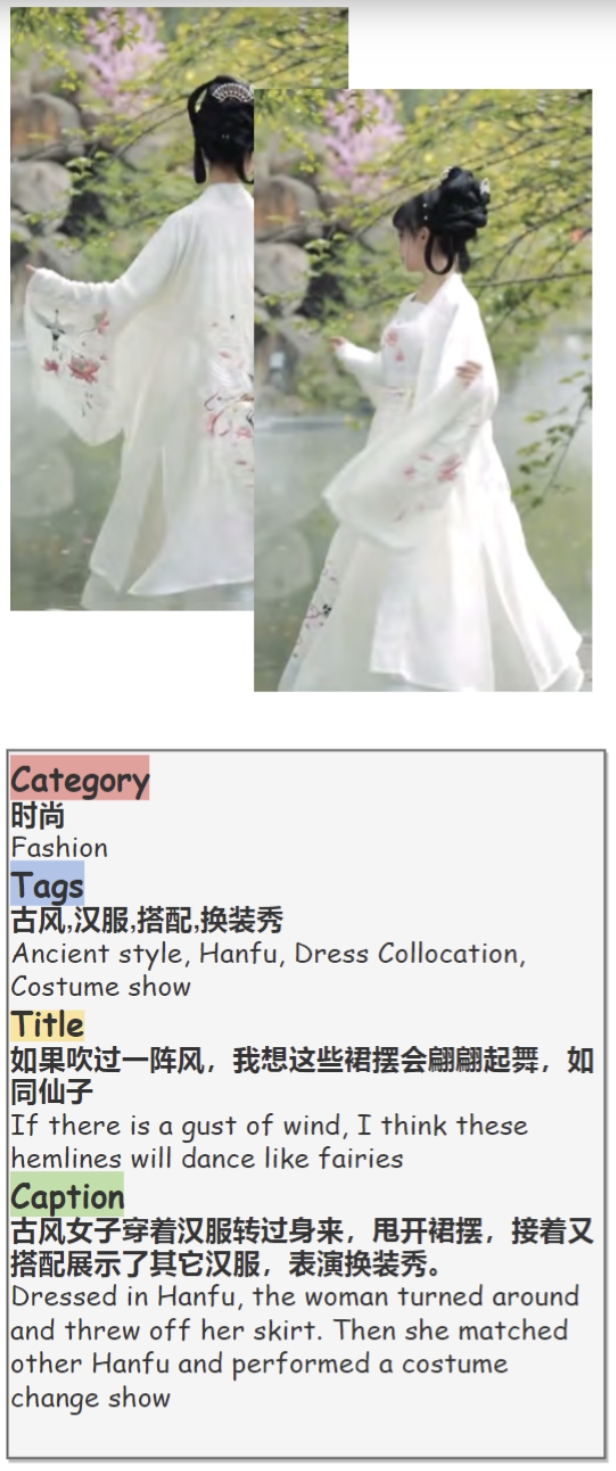 Category
时尚
Fashion
Tags
古风,汉服,搭配,换装秀
Ancient style, Hanfu, Dress Collocation,
Costume show
Title
如果吹过一阵风，我想这些裙摆会翩翩起舞，如
同仙子
If there is a gust of wind, I think these
hemlines will dance like fairies
Caption
古风女子穿着汉服转过身来，甩开裙摆，接着又
搭配展示了其它汉服，表演换装秀。
Dressed in Hanfu, the woman turned around
and threw off her skirt. Then she matched
other Hanfu and performed a costume
change show